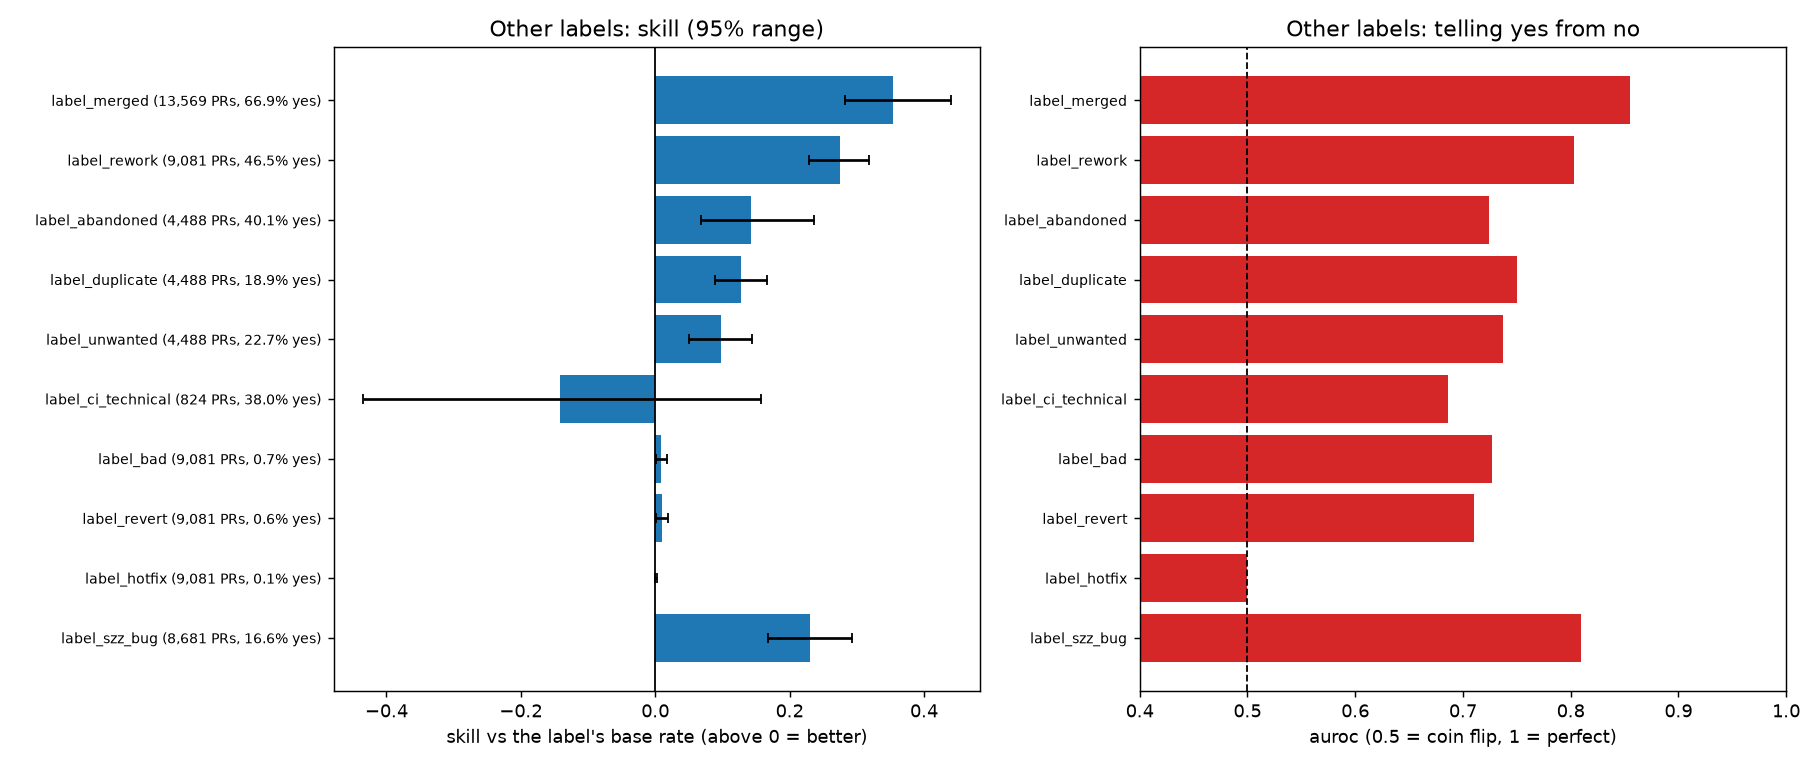 Other labels: skill (95% range)
label_merged (13,569 PRs, 66.9% yes)
label_rework (9,081 PRs, 46.5% yes)
label_abandoned (4,488 PRs, 40.1% yes)
label_duplicate (4,488 PRs, 18.9% yes)
label_unwanted (4,488 PRs, 22.7% yes)
label_ci_technical (824 PRs, 38.0% yes)
label_bad (9,081 PRs, 0.7% yes)
label_revert (9,081 PRs, 0.6% yes)
label_hotfix (9,081 PRs, 0.1% yes)
label_szz_bug (8,681 PRs, 16.6% yes)
−0.4 −0.2 0.0 0.2 0.4
skill vs the label's base rate (above 0 = better)
Other labels: telling yes from no
label_merged
label_rework
label_abandoned
label_duplicate
label_unwanted
label_ci_technical
label_bad
label_revert
label_hotfix
label_szz_bug
0.4 0.5 0.6 0.7 0.8 0.9 1.0
auroc (0.5 = coin flip, 1 = perfect)